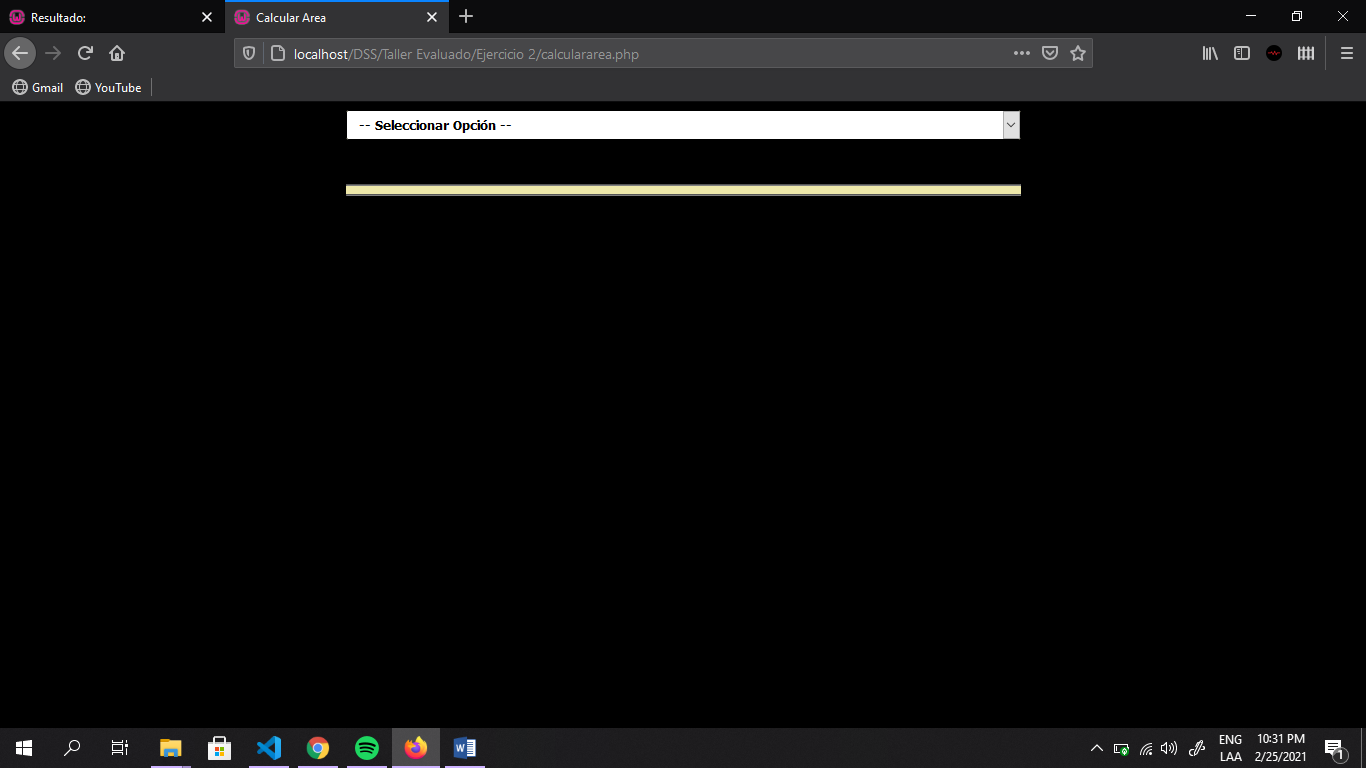 Resultado:
Calcular Area
localhost/DSS/Taller Evaluado/Ejercicio 2/calculararea.php
Gmail
YouTube
-- Seleccionar Opción --
ENG
LAA
10:31 PM
2/25/2021
1